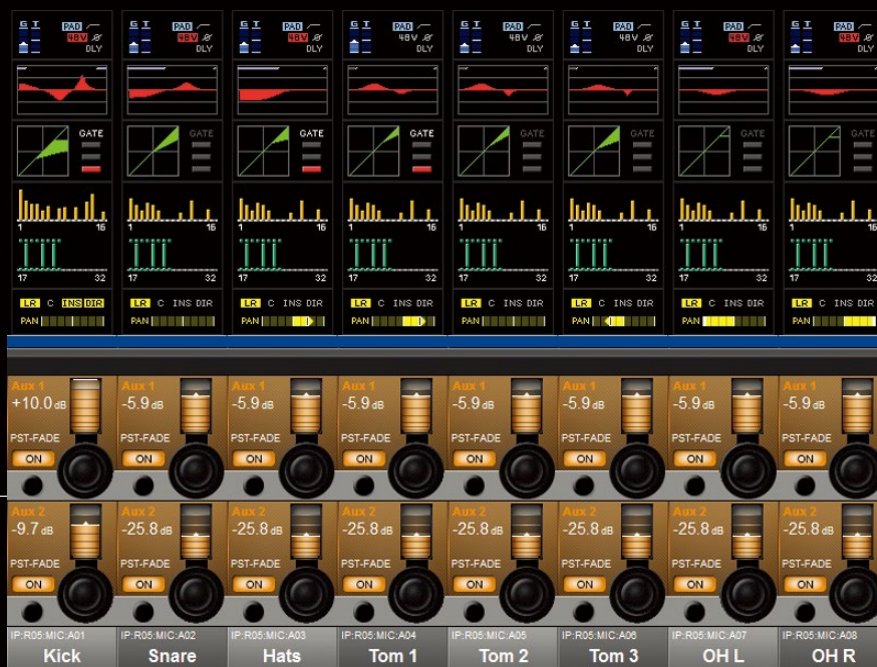 G T PAD G T PAD G T PAD G T PAD G T PAD G T PAD G T PAD G T PAD
48V 48V 48V 48V 48V 48V 48V 48V
DLY DLY DLY DLY DLY DLY DLY DLY
GATE GATE GATE GATE GATE GATE GATE GATE
1 16 1 16 1 16 1 16 1 16 1 16 1 16 1 16
17 32 17 32 17 32 17 32 17 32 17 32 17 32 17 32
LR C INS DIR LR C INS DIR LR C INS DIR LR C INS DIR LR C INS DIR LR C INS DIR LR C INS DIR LR C INS DIR
PAN PAN PAN PAN PAN PAN PAN PAN
Aux 1 Aux 1 Aux 1 Aux 1 Aux 1 Aux 1 Aux 1 Aux 1
+10.0 dB -5.9 dB -5.9 dB -5.9 dB -5.9 dB -5.9 dB -5.9 dB -5.9 dB
PST-FADE PST-FADE PST-FADE PST-FADE PST-FADE PST-FADE PST-FADE PST-FADE
ON ON ON ON ON ON ON ON
Aux 2 Aux 2 Aux 2 Aux 2 Aux 2 Aux 2 Aux 2 Aux 2
-9.7 dB -25.8 dB -25.8 dB -25.8 dB -25.8 dB -25.8 dB -25.8 dB -25.8 dB
PST-FADE PST-FADE PST-FADE PST-FADE PST-FADE PST-FADE PST-FADE PST-FADE
ON ON ON ON ON ON ON ON
IP:R05:MIC:A01 IP:R05:MIC:A02 IP:R05:MIC:A03 IP:R05:MIC:A04 IP:R05:MIC:A05 IP:R05:MIC:A06 IP:R05:MIC:A07 IP:R05:MIC:A08
Kick Snare Hats Tom 1 Tom 2 Tom 3 OH L OH R